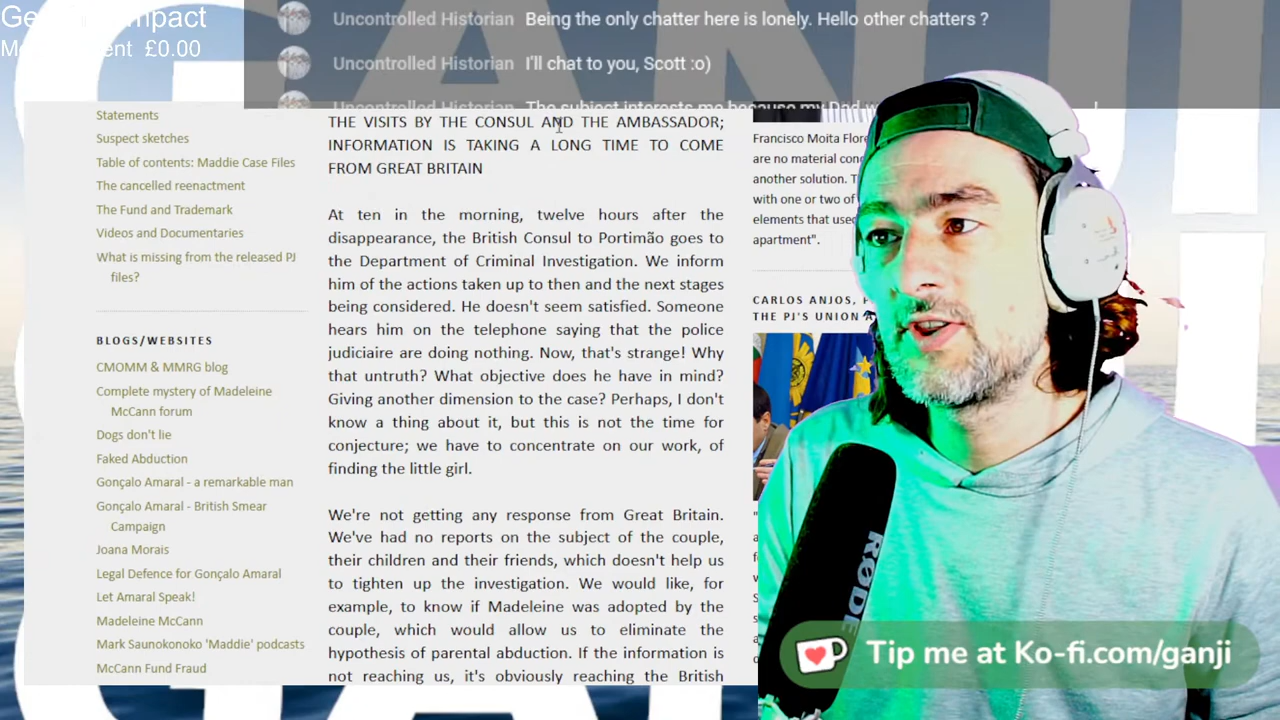 Ge
mpact
Mo
ent £0.00
Uncontrolled Historian Being the only chatter here is lonely. Hello other chatters ?
Uncontrolled Historian I'll chat to you, Scott :o)
Uncontrolled Historian The subject interests me because my Dad w
Statements
Suspect sketches
Table of contents: Maddie Case Files
The cancelled reenactment
The Fund and Trademark
Videos and Documentaries
What is missing from the released PJ
files?
BLOGS/WEBSITES
CMOMM & MMRG blog
Complete mystery of Madeleine
McCann forum
Dogs don't lie
Faked Abduction
Gonçalo Amaral - a remarkable man
Gonçalo Amaral - British Smear
Campaign
Joana Morais
Legal Defence for Gonçalo Amaral
Let Amaral Speak!
Madeleine McCann
Mark Saunokonoko 'Maddie' podcasts
McCann Fund Fraud
THE VISITS BY THE CONSUL AND THE AMBASSADOR;
INFORMATION IS TAKING A LONG TIME TO COME
FROM GREAT BRITAIN
At ten in the morning, twelve hours after the
disappearance, the British Consul to Portimão goes to
the Department of Criminal Investigation. We inform
him of the actions taken up to then and the next stages
being considered. He doesn't seem satisfied. Someone
hears him on the telephone saying that the police
judiciaire are doing nothing. Now, that's strange! Why
that untruth? What objective does he have in mind?
Giving another dimension to the case? Perhaps, I don't
know a thing about it, but this is not the time for
conjecture; we have to concentrate on our work, of
finding the little girl.
We're not getting any response from Great Britain.
We've had no reports on the subject of the couple,
their children and their friends, which doesn't help us
to tighten up the investigation. We would like, for
example, to know if Madeleine was adopted by the
couple, which would allow us to eliminate the
hypothesis of parental abduction. If the information is
not reaching us, it's obviously reaching the British
Francisco Moita Flore
are no material conc
another solution. T
with one or two of
elements that used
apartment".
CARLOS ANJOS, P
THE PJ'S UNION A
RØDE
Tip me at Ko-fi.com/ganji